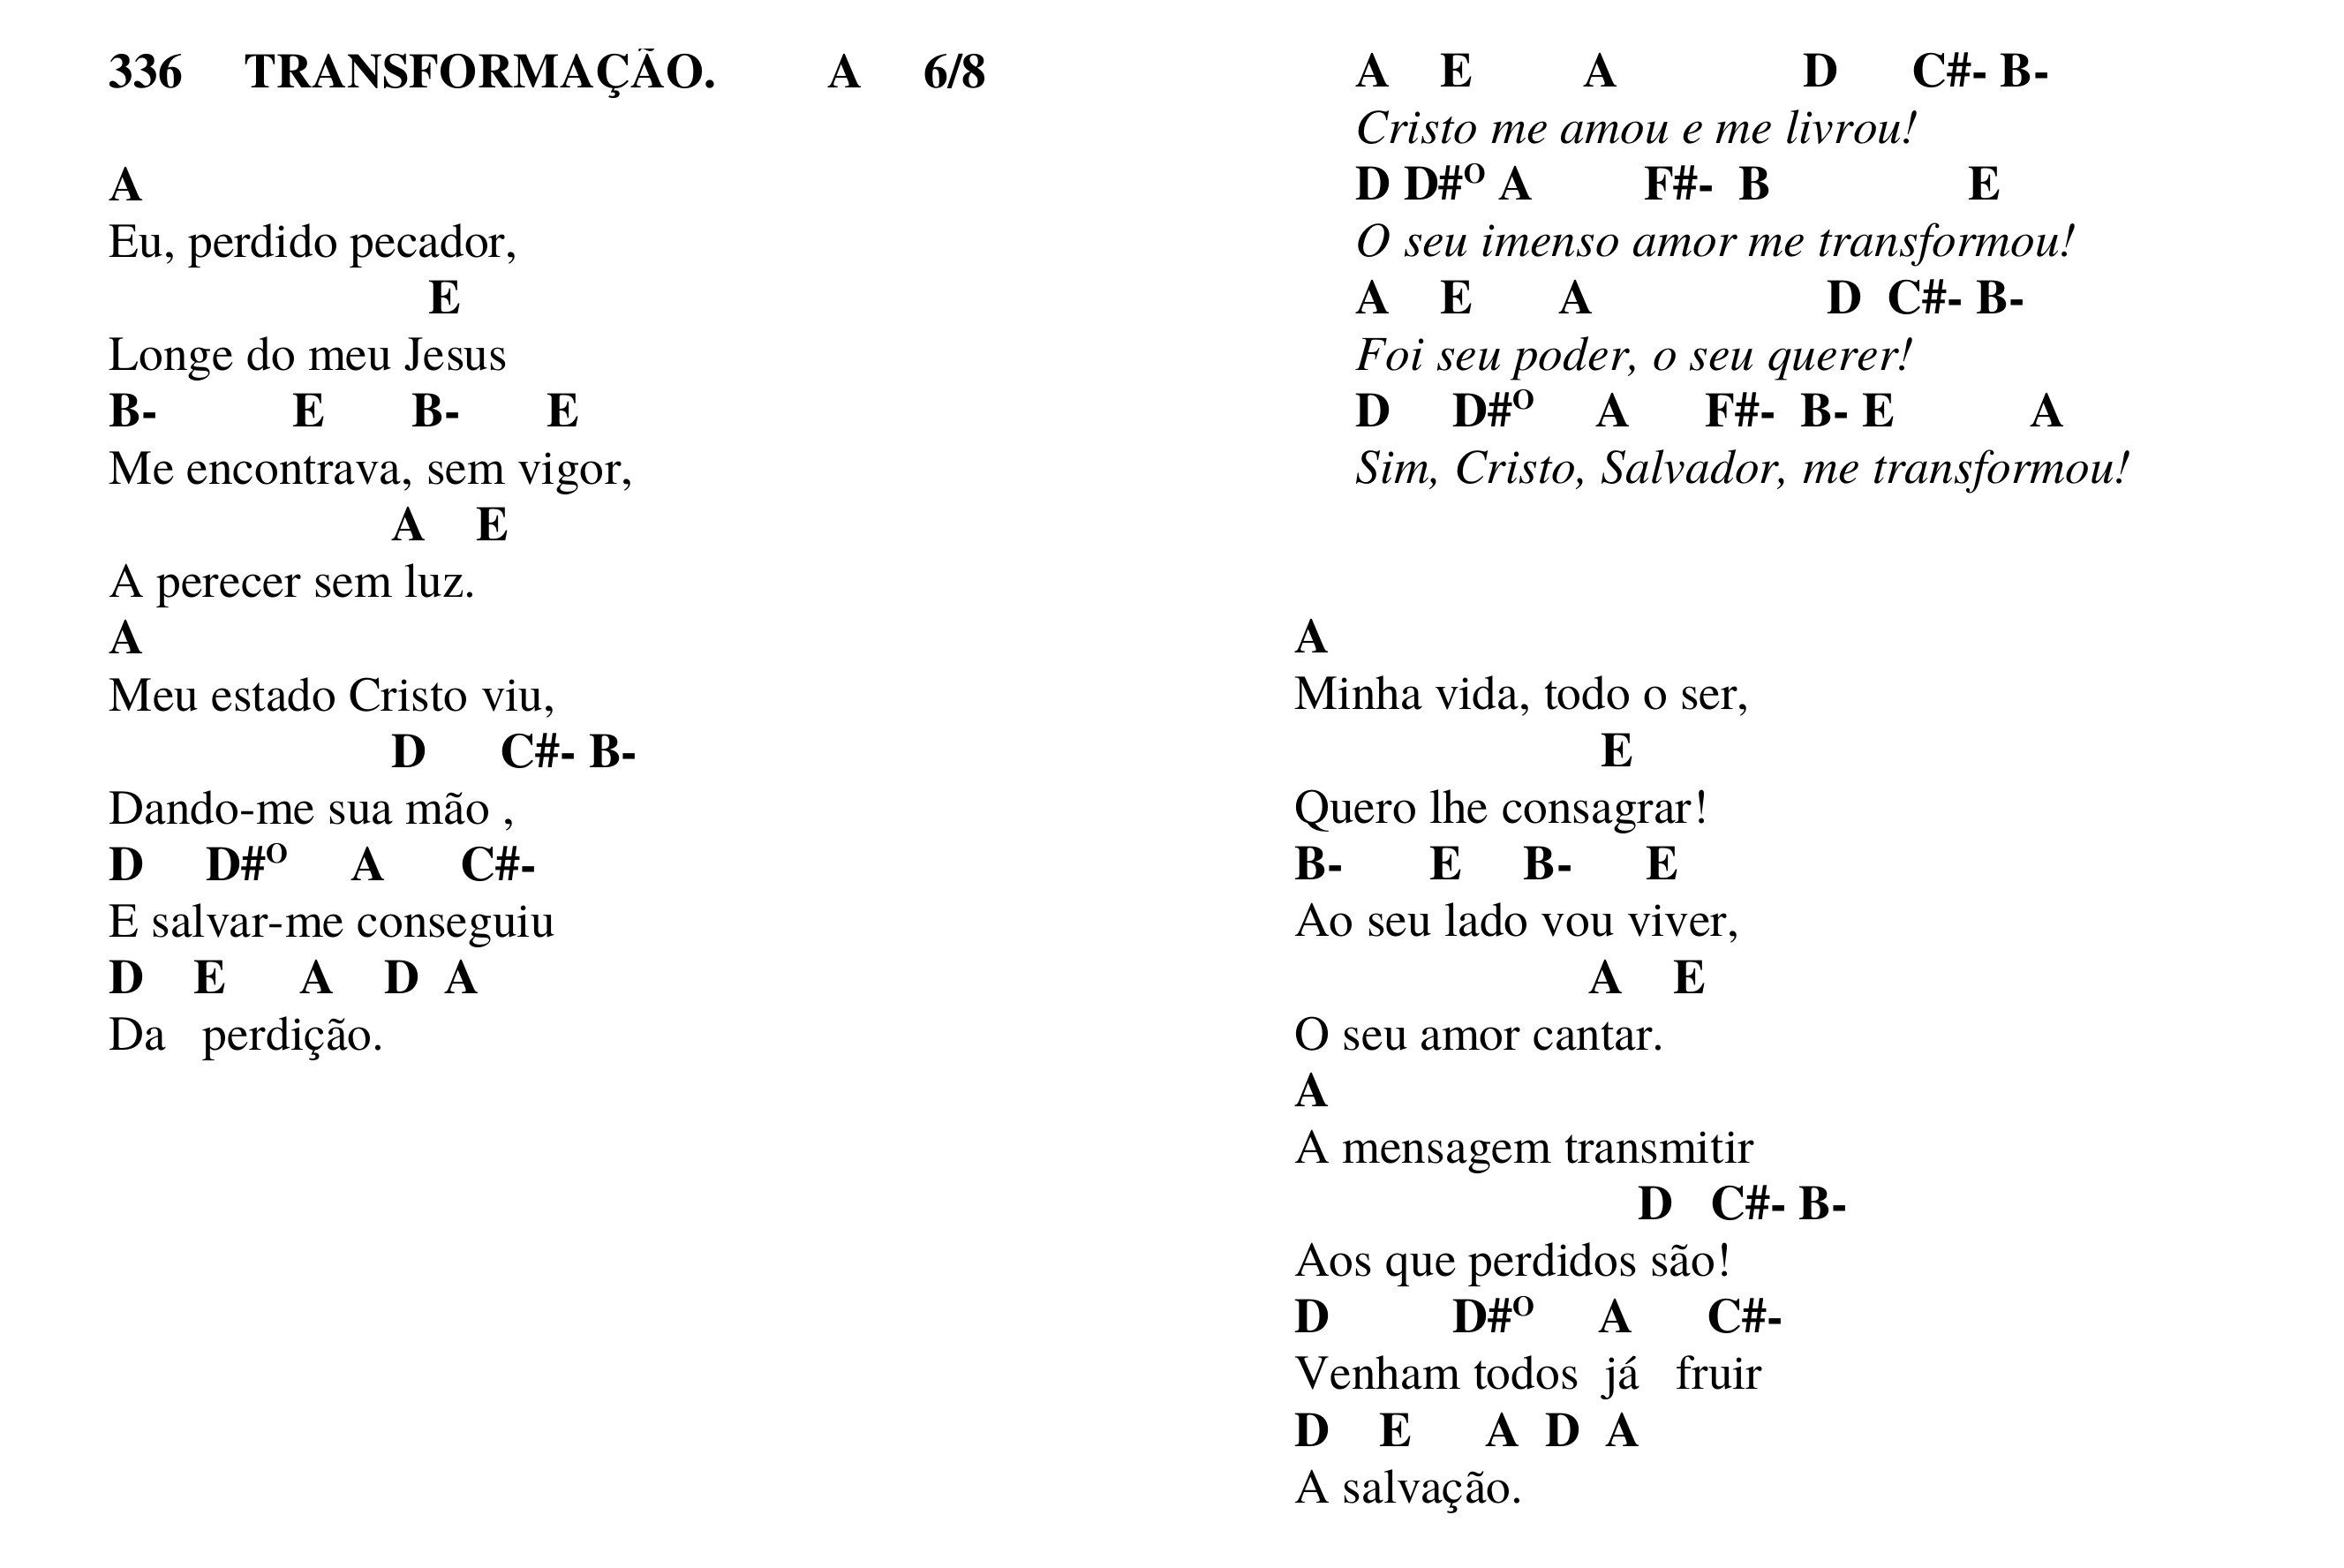 336 TRANSFORMAÇÃO. A 6/8
A
Eu, perdido pecador,
E
Longe do meu Jesus
B- E B- E
Me encontrava, sem vigor,
A E
A perecer sem luz.
A
Meu estado Cristo viu,
D C#- B-
Dando-me sua mão ,
D D#º A C#-
E salvar-me conseguiu
D E A D A
Da perdição.
A E A D C#- B-
Cristo me amou e me livrou!
D D#º A F#- B E
O seu imenso amor me transformou!
A E A D C#- B-
Foi seu poder, o seu querer!
D D#º A F#- B- E A
Sim, Cristo, Salvador, me transformou!
A
Minha vida, todo o ser,
E
Quero lhe consagrar!
B- E B- E
Ao seu lado vou viver,
A E
O seu amor cantar.
A
A mensagem transmitir
D C#- B-
Aos que perdidos são!
D D#º A C#-
Venham todos já fruir
D E A D A
A salvação.